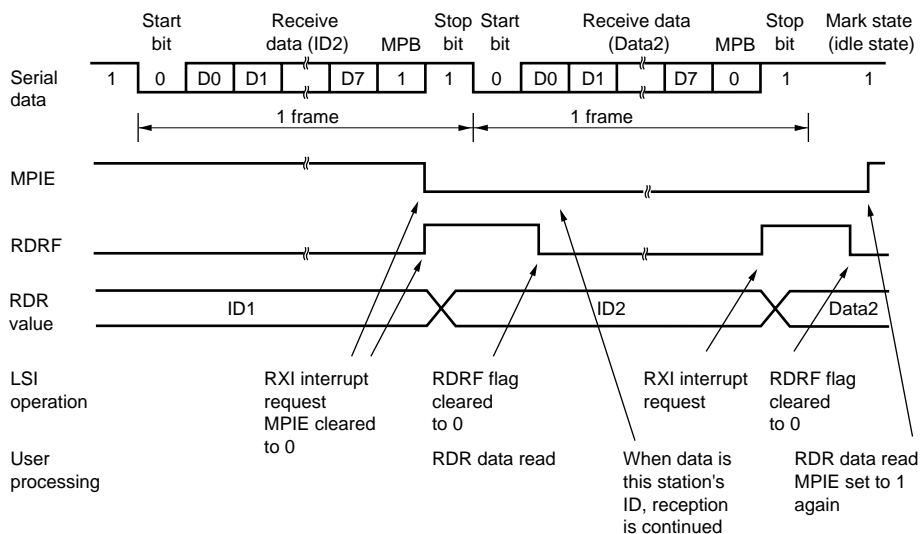 Start bit
Receive data (ID2)
MPB
Stop bit
Start bit
Receive data (Data2)
MPB
Stop bit
Mark state (idle state)
Serial data
1 0 D0 D1 D7 1 1 0 D0 D1 D7 0 1 1
1 frame
1 frame
MPIE
RDRF
RDR value
ID1
ID2
Data2
LSI operation
RXI interrupt request
MPIE cleared to 0
RDRF flag cleared to 0
RXI interrupt request
RDRF flag cleared to 0
User processing
RDR data read
When data is this station's ID, reception is continued
RDR data read
MPIE set to 1 again